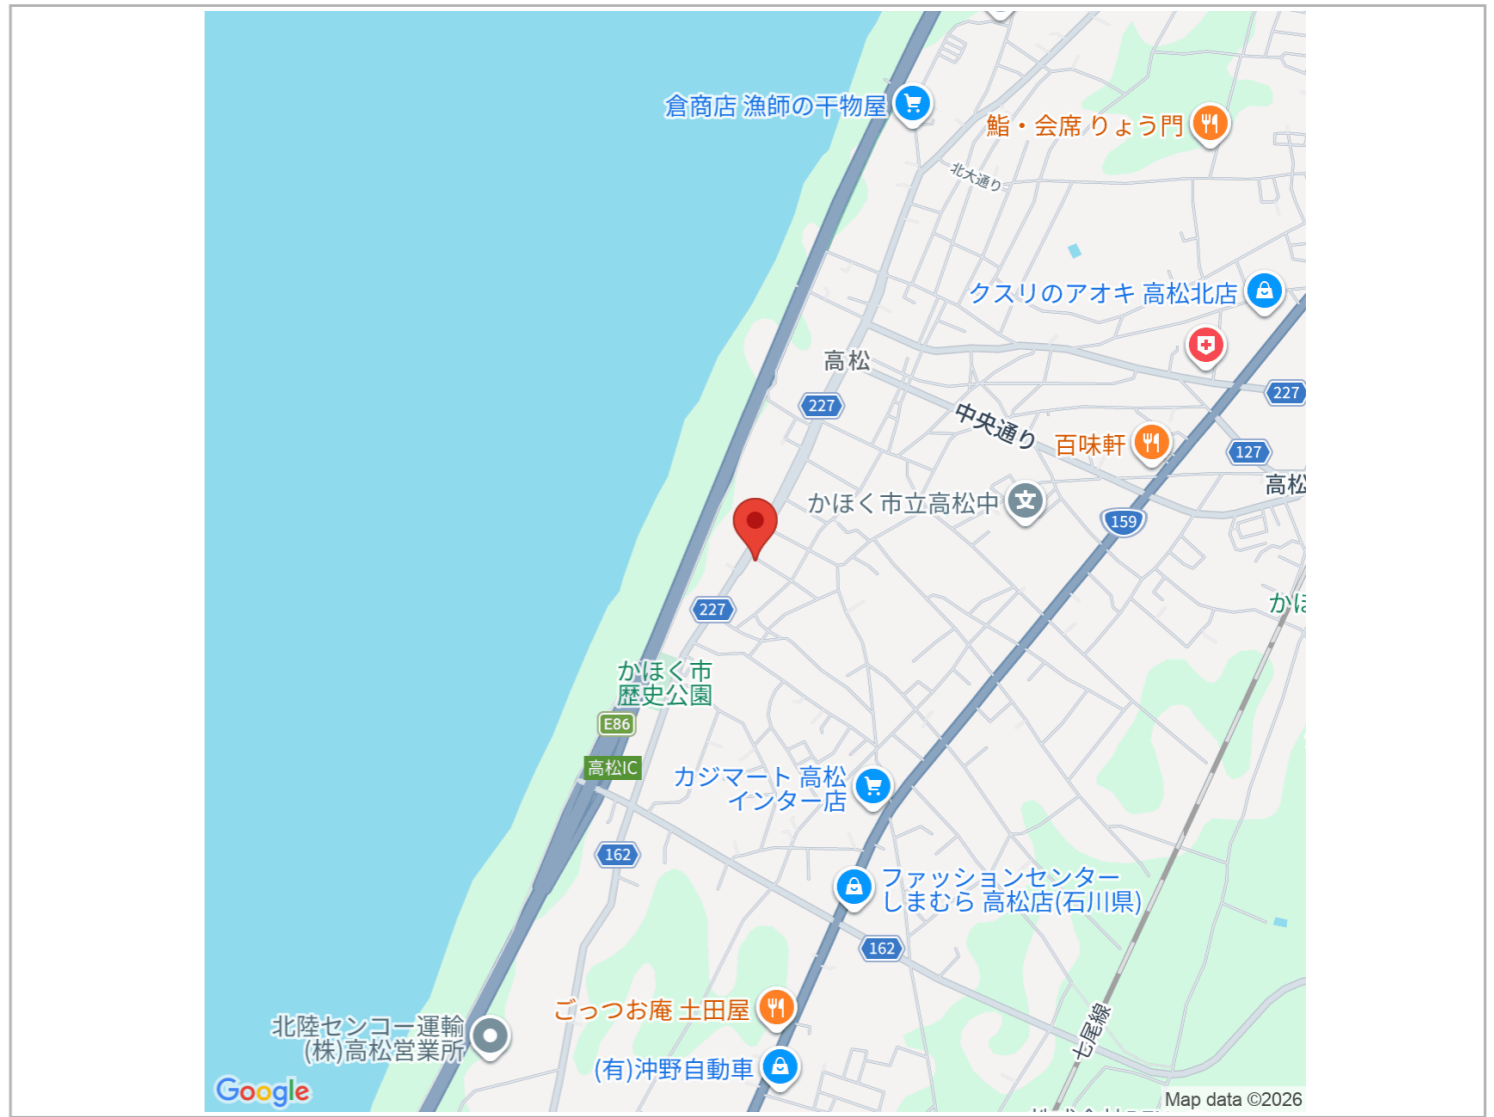 倉商店 漁師の干物屋
鮨・会席 りょう門
北大通り
クスリのアオキ 高松北店
高松
227
227
中央通り
百味軒
127
高松
かほく市立高松中
159
227
かほ
かほく市
歴史公園
E86
高松IC
カジマート 高松
インター店
162
ファッションセンター
しまむら 高松店(石川県)
162
ごっつお庵 土田屋
北陸センコー運輸
(株)高松営業所
七尾線
(有)沖野自動車
Google
Map data ©2026